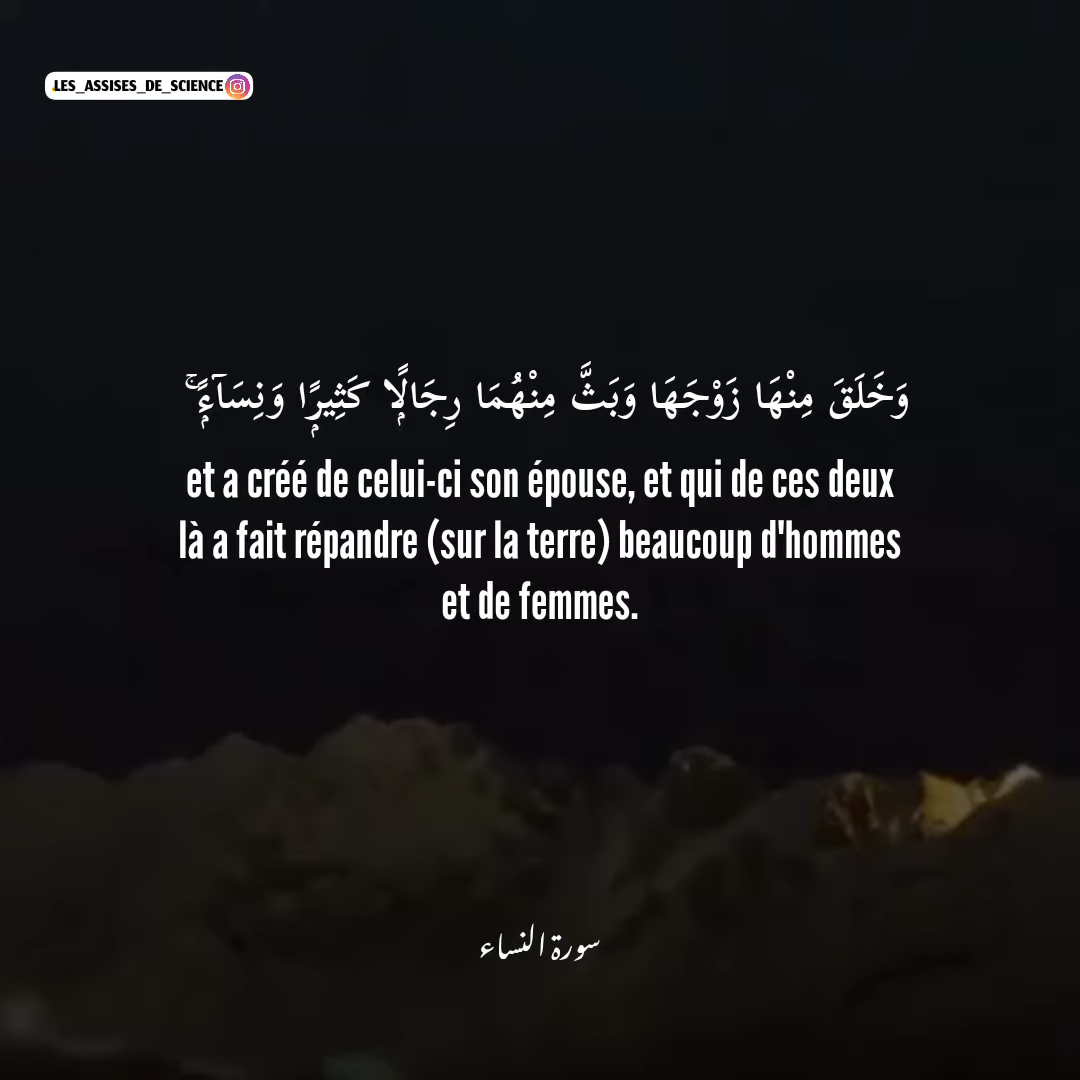 LES_ASSISES_DE_SCIENCE
وَخَلَقَ مِنْهَا زَوْجَهَا وَبَثَّ مِنْهُمَا رِجَالًۭا كَثِيرًۭا وَنِسَآءًۭ ۚ
et a créé de celui-ci son épouse, et qui de ces deux
là a fait répandre (sur la terre) beaucoup d'hommes
et de femmes.
سورة النساء